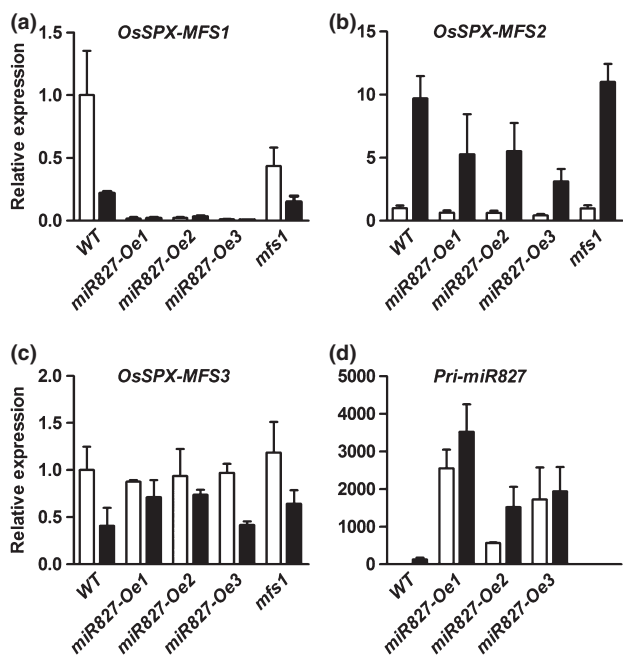 (a)
OsSPX-MFS1
Relative expression
1.5
1.0
0.5
0.0
WT
miR827-Oe1
miR827-Oe2
miR827-Oe3
mfs1
(b)
OsSPX-MFS2
15
10
5
0
WT
miR827-Oe1
miR827-Oe2
miR827-Oe3
mfs1
(c)
OsSPX-MFS3
Relative expression
2.0
1.5
1.0
0.5
0.0
WT
miR827-Oe1
miR827-Oe2
miR827-Oe3
mfs1
(d)
Pri-miR827
5000
4000
3000
2000
1000
0
WT
miR827-Oe1
miR827-Oe2
miR827-Oe3